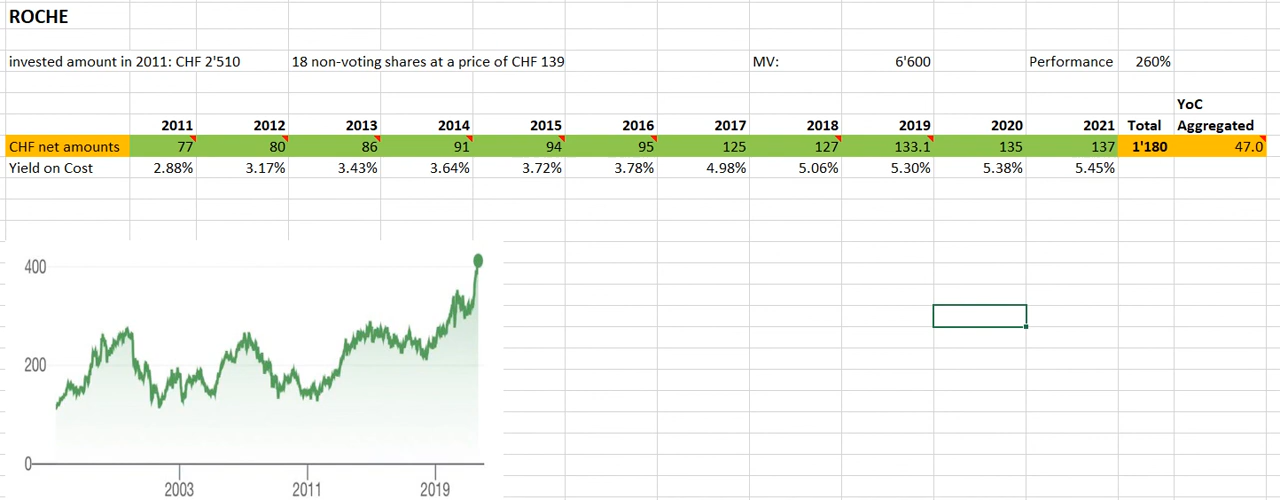 ROCHE
invested amount in 2011: CHF 2'510 18 non-voting shares at a price of CHF 139 MV: 6'600 Performance 260%
YoC
2011 2012 2013 2014 2015 2016 2017 2018 2019 2020 2021 Total Aggregated
CHF net amounts 77 80 86 91 94 95 125 127 133.1 135 137 1'180 47.0
Yield on Cost 2.88% 3.17% 3.43% 3.64% 3.72% 3.78% 4.98% 5.06% 5.30% 5.38% 5.45%
400
200
0
2003 2011 2019